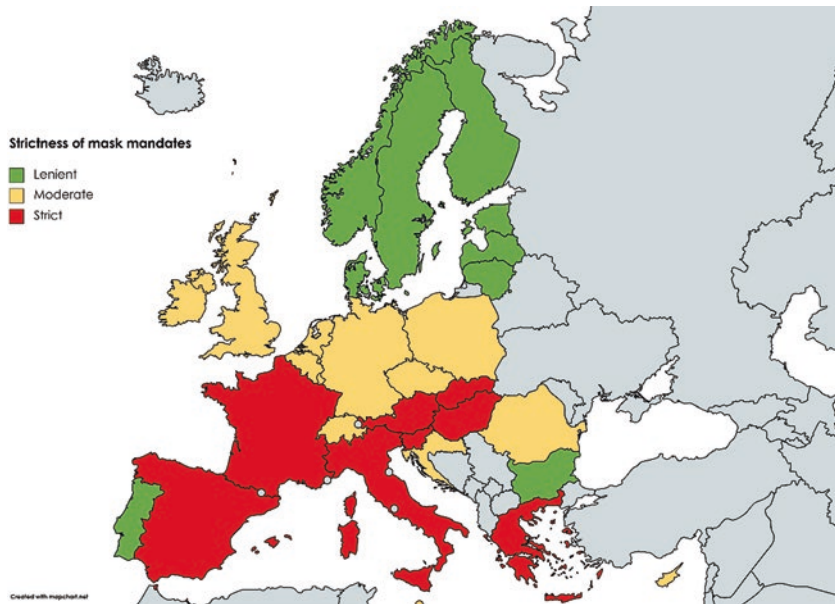 Strictness of mask mandates
Lenient
Moderate
Strict
Created with mapchart.net